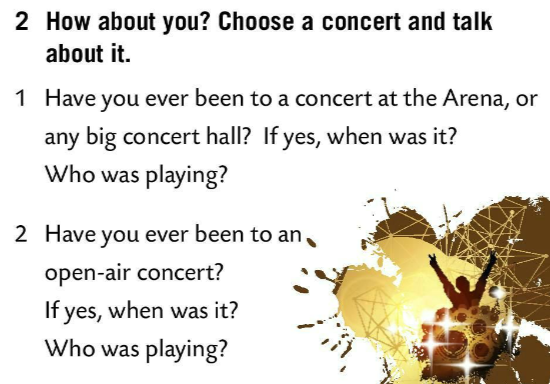 2 How about you? Choose a concert and talk
about it.
1 Have you ever been to a concert at the Arena, or
any big concert hall? If yes, when was it?
Who was playing?
2 Have you ever been to an
open-air concert?
If yes, when was it?
Who was playing?